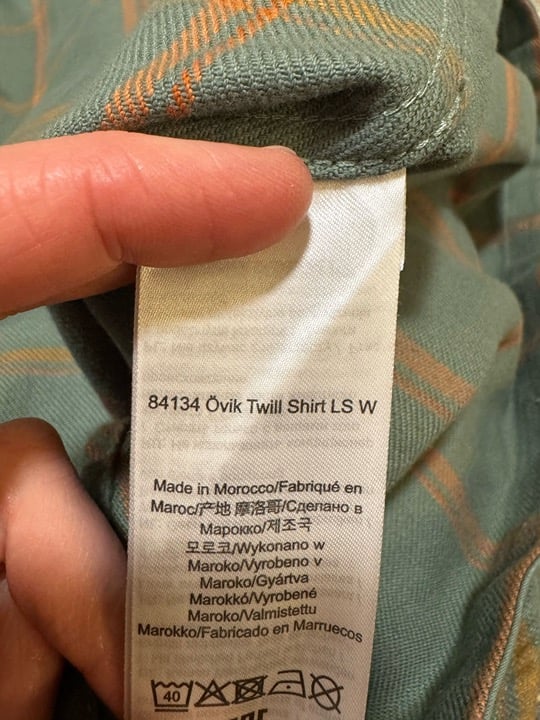 84134 Övik Twill Shirt LS W
Made in Morocco/Fabriqué en
Maroc/产地 摩洛哥/Сделано в
Марокко/제조국
모로코/Wykonano w
Maroko/Vyrobeno v
Maroko/Gyártva
Marokkó/Vyrobené
Maroko/Valmistettu
Marokko/Fabricado en Marruecos
40